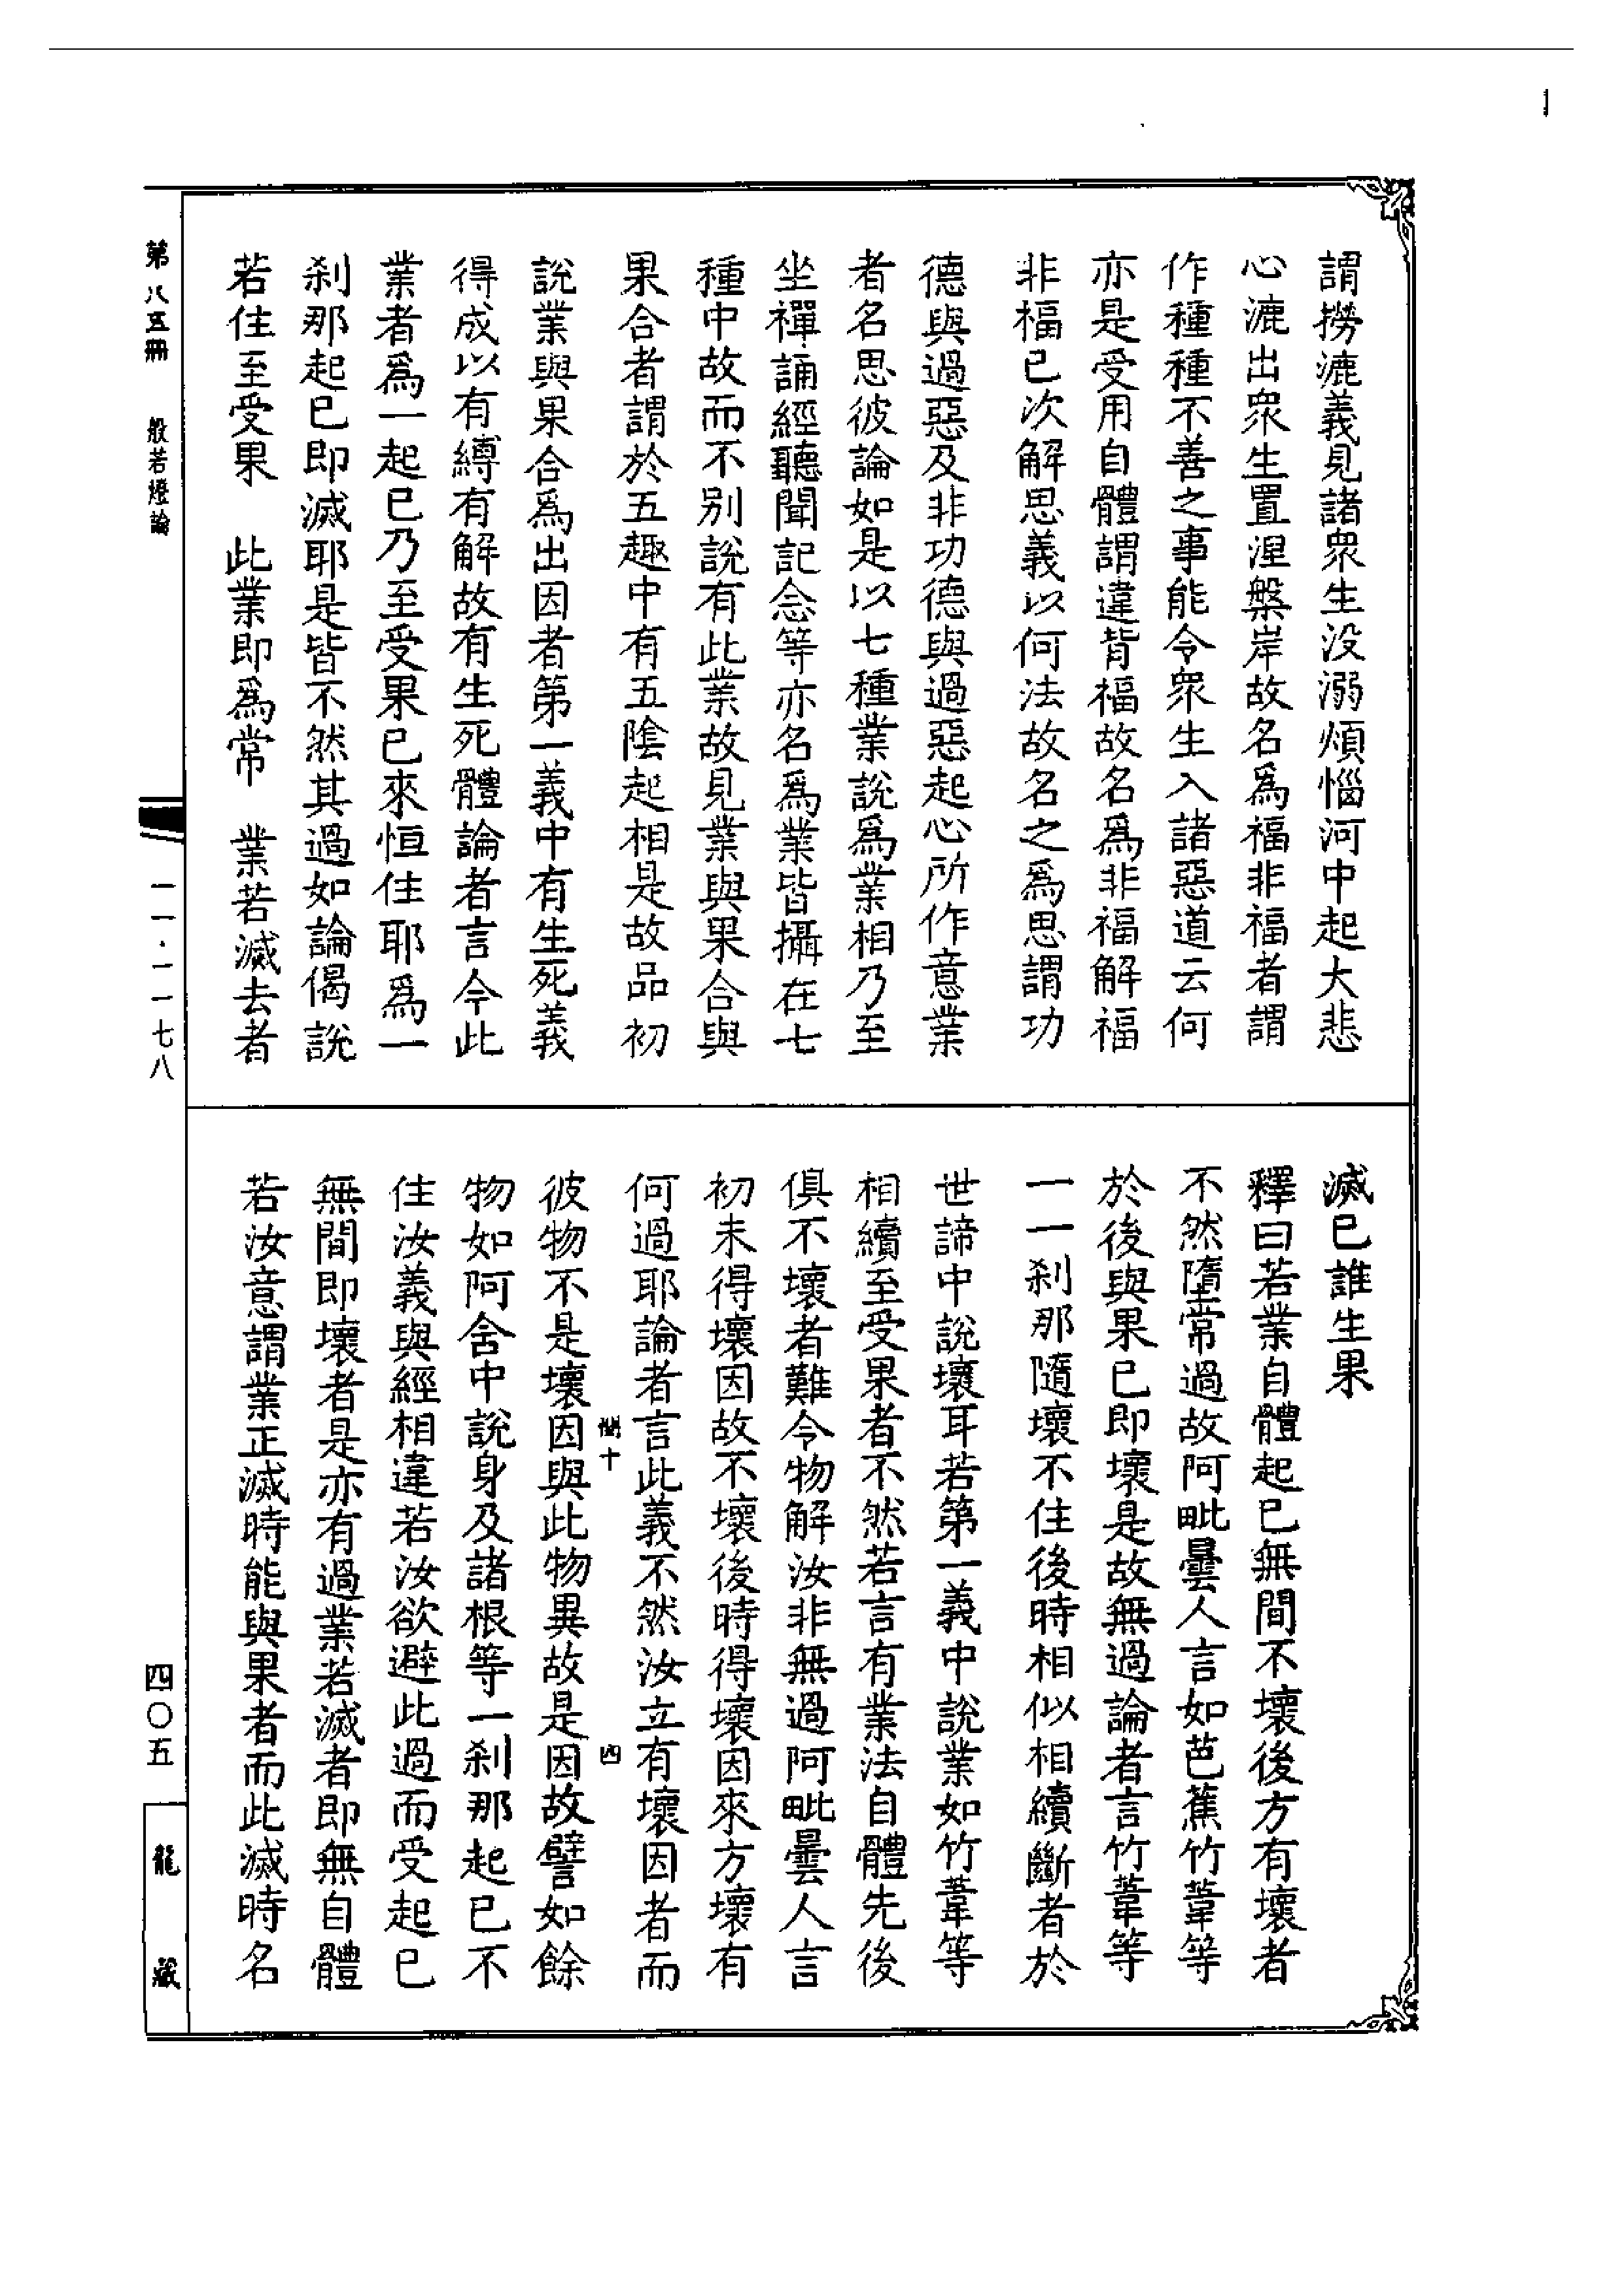 謂撈漉義見諸衆生没溺煩惱河中起大悲
心漉出衆生置涅槃岸故名爲福非福者謂
作種種不善之事能令衆生入諸惡道云何
亦是受用自體謂違背福故名爲非福解福
非福已次解思義以何法故名之爲思謂功
德與過惡及非功德與過惡起心所作意業
者名思彼論如是以七種業說爲業相乃至
坐禪誦經聽聞記念等亦名爲業皆攝在七
種中故而不别說有此業故見業與果合與
果合者謂於五趣中有五陰起相是故品初
說業與果合爲出因者第一義中有生死義
得成以有縛有解故有生死體論者言今此
業者爲一起已乃至受果已來恒住耶爲一
刹那起已即滅耶是皆不然其過如論偈說
若住至受果　此業即爲常　業若滅去者
滅已誰生果
釋曰若業自體起已無間不壞後方有壞者
不然墮常過故阿毗曇人言如芭蕉竹葦等
於後與果已即壞是故無過論者言竹葦等
一一刹那隨壞不住後時相似相續斷者於
世諦中說壞耳若第一義中說業如竹葦等
相續至受果者不然若言有業法自體先後
俱不壞者難令物解汝非無過阿毗曇人言
初未得壞因故不壞後時得壞因來方壞有
何過耶論者言此義不然汝立有壞因者而
彼物不是壞因與此物異故是因故譬如餘
物如阿含中說身及諸根等一刹那起已不
住汝義與經相違若汝欲避此過而受起已
無間即壞者是亦有過業若滅者即無自體
若汝意謂業正滅時能與果者而此滅時名
十
四
第八五冊　般若燈論
一一·一一七八
四〇五
龍藏